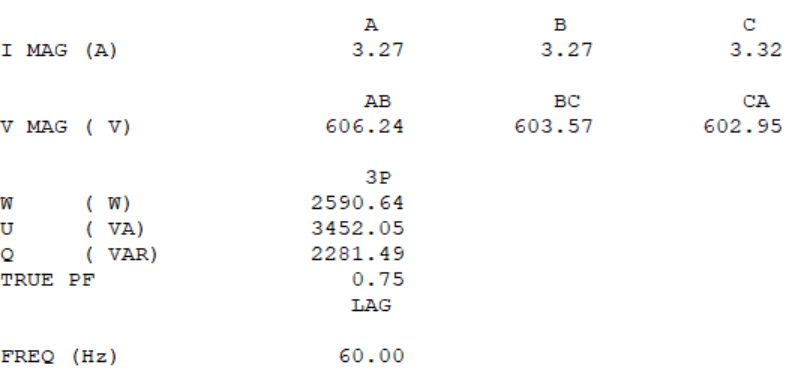 A B C
I MAG (A) 3.27 3.27 3.32
AB BC CA
V MAG ( V) 606.24 603.57 602.95
3P
W ( W) 2590.64
U ( VA) 3452.05
Q ( VAR) 2281.49
TRUE PF 0.75
LAG
FREQ (Hz) 60.00